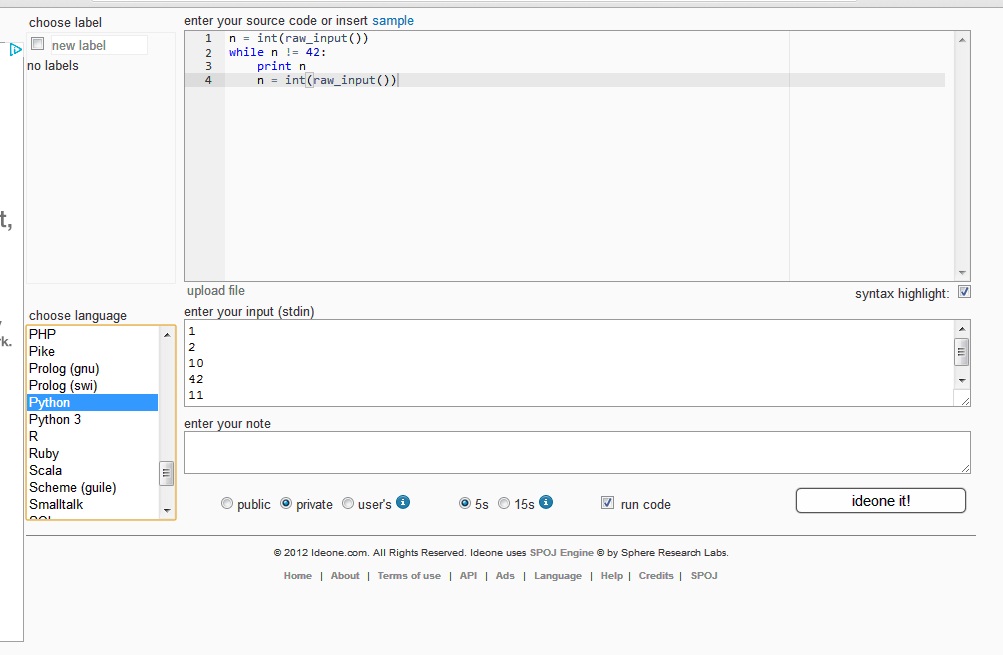 choose label
new label
no labels
t,
rk.
enter your source code or insert sample
1 n = int(raw_input())
2 while n != 42:
3     print n
4     n = int(raw_input())
upload file
syntax highlight:
choose language
PHP
Pike
Prolog (gnu)
Prolog (swi)
Python
Python 3
R
Ruby
Scala
Scheme (guile)
Smalltalk
enter your input (stdin)
1
2
10
42
11
enter your note
public private user's i 5s 15s i run code
ideone it!
© 2012 Ideone.com. All Rights Reserved. Ideone uses SPOJ Engine © by Sphere Research Labs.
Home | About | Terms of use | API | Ads | Language | Help | Credits | SPOJ